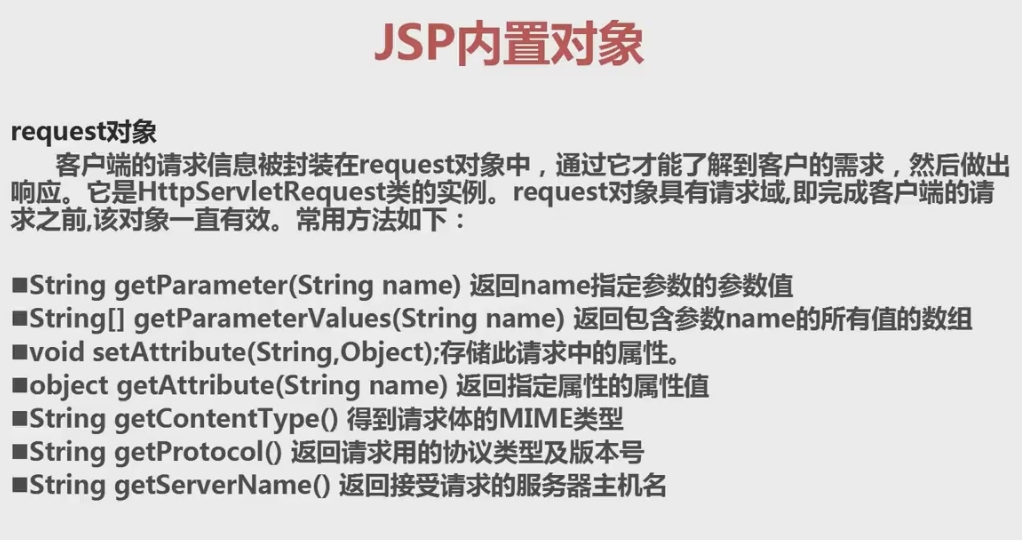 JSP内置对象
request对象
客户端的请求信息被封装在request对象中，通过它才能了解到客户的需求，然后做出
响应。它是HttpServletRequest类的实例。request对象具有请求域,即完成客户端的请
求之前,该对象一直有效。常用方法如下：
■String getParameter(String name) 返回name指定参数的参数值
■String[] getParameterValues(String name) 返回包含参数name的所有值的数组
■void setAttribute(String,Object);存储此请求中的属性。
■object getAttribute(String name) 返回指定属性的属性值
■String getContentType() 得到请求体的MIME类型
■String getProtocol() 返回请求用的协议类型及版本号
■String getServerName() 返回接受请求的服务器主机名